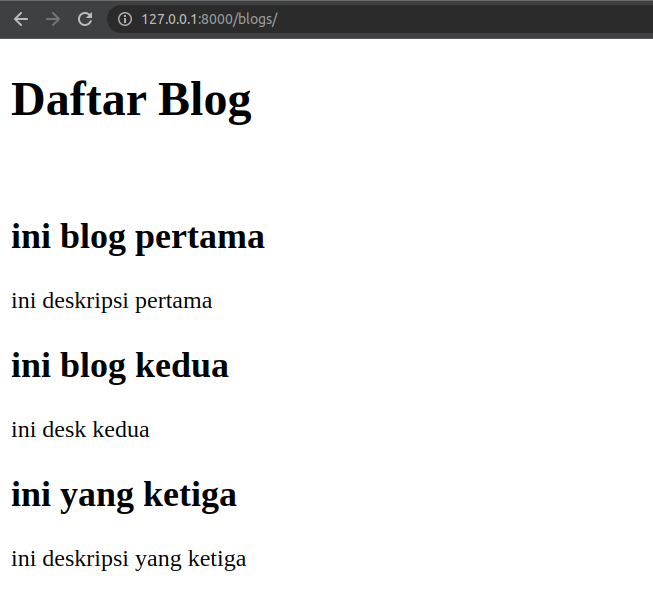 127.0.0.1:8000/blogs/
Daftar Blog
ini blog pertama
ini deskripsi pertama
ini blog kedua
ini desk kedua
ini yang ketiga
ini deskripsi yang ketiga